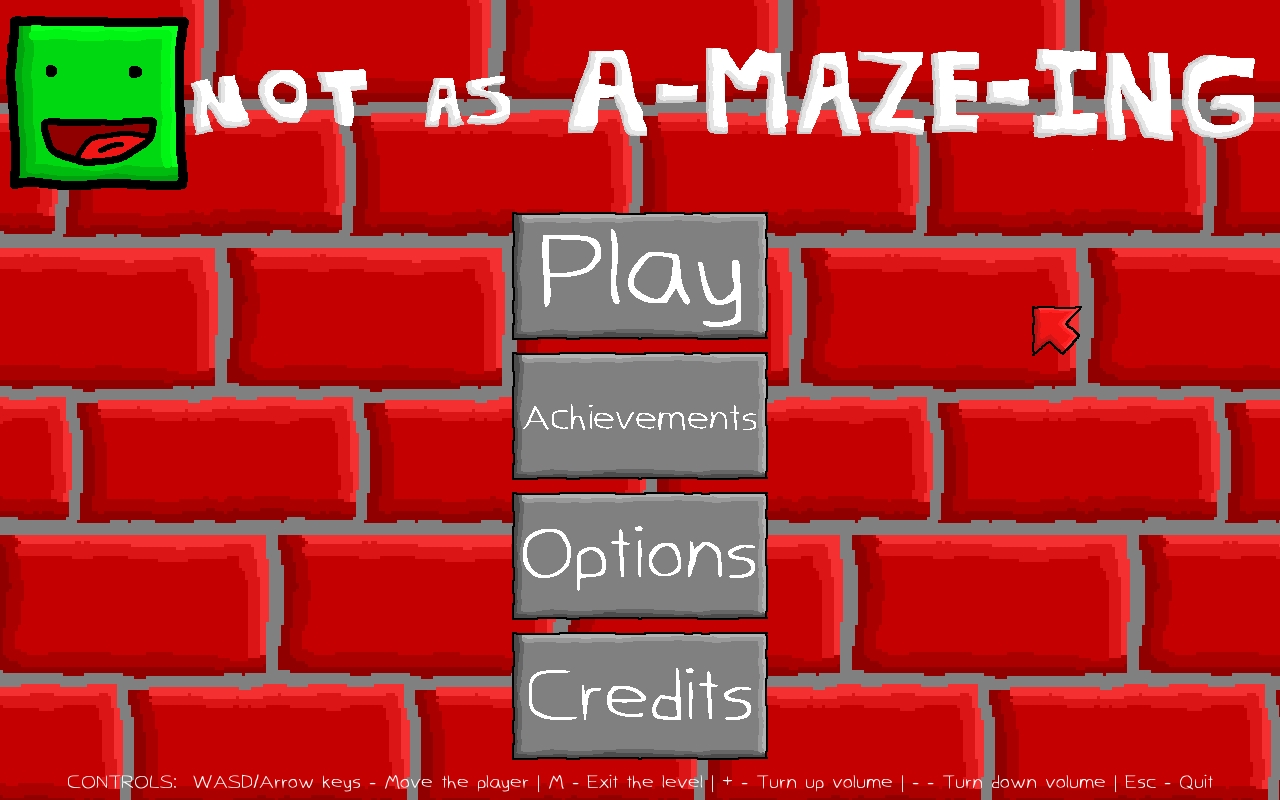 NOT AS A-MAZE-ING
Play
Achievements
Options
Credits
CONTROLS: WASD/Arrow keys - Move the player | M - Exit the level | + - Turn up volume | - - Turn down volume | Esc - Quit